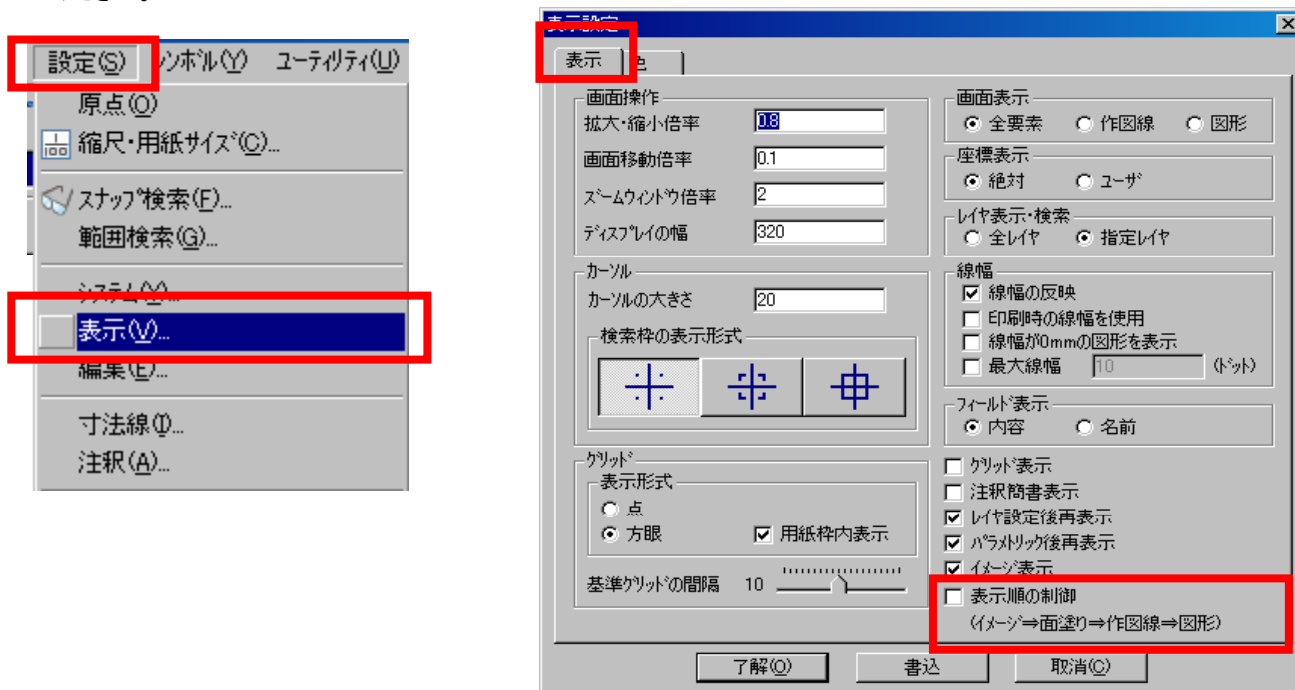 設定(S) ｼﾝﾎﾞﾙ(Y) ﾕｰﾃｨﾘﾃｨ(U)
原点(O)
縮尺・用紙ｻｲｽﾞ(C)...
ｽﾅｯﾌﾟ検索(F)...
範囲検索(G)...
ｼｽﾃﾑ(Y)...
表示(V)...
編集(E)...
寸法線(I)...
注釈(A)...
表示設定
表示 色
画面操作
拡大・縮小倍率 0.8
画面移動倍率 0.1
ｽﾞｰﾑｳｨﾝﾄﾞｳ倍率 2
ﾃﾞｨｽﾌﾟﾚｲの幅 320
ｶｰｿﾙ
ｶｰｿﾙの大きさ 20
検索枠の表示形式
ｸﾞﾘｯﾄﾞ
表示形式
点
方眼 用紙枠内表示
基準ｸﾞﾘｯﾄﾞの間隔 10
画面表示
全要素 作図線 図形
座標表示
絶対 ﾕｰｻﾞ
ﾚｲﾔ表示・検索
全ﾚｲﾔ 指定ﾚｲﾔ
線幅
線幅の反映
印刷時の線幅を使用
線幅が0mmの図形を表示
最大線幅 10 (ﾄﾞｯﾄ)
ﾌｨｰﾙﾄﾞ表示
内容 名前
ｸﾞﾘｯﾄﾞ表示
注釈簡書表示
ﾚｲﾔ設定後再表示
ﾊﾟﾗﾒﾄﾘｯｸ後再表示
ｲﾒｰｼﾞ表示
表示順の制御
(ｲﾒｰｼﾞ⇒面塗り⇒作図線⇒図形)
了解(O) 書込 取消(C)